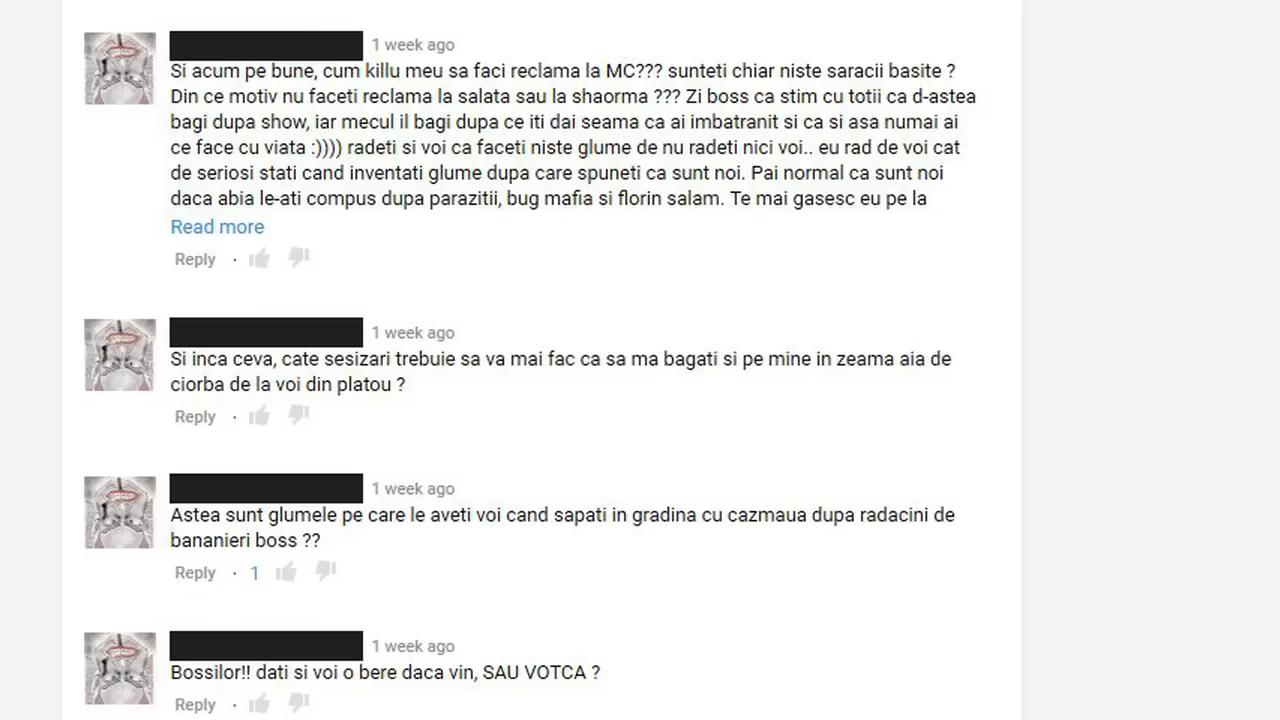 1 week ago
Si acum pe bune, cum killu meu sa faci reclama la MC??? sunteti chiar niste saracii basite ?
Din ce motiv nu faceti reclama la salata sau la shaorma ??? Zi boss ca stim cu totii ca d-astea
bagi dupa show, iar mecul il bagi dupa ce iti dai seama ca ai imbatranit si ca si asa numai ai
ce face cu viata :)))) radeti si voi ca faceti niste glume de nu radeti nici voi.. eu rad de voi cat
de seriosi stati cand inventati glume dupa care spuneti ca sunt noi. Pai normal ca sunt noi
daca abia le-ati compus dupa parazitii, bug mafia si florin salam. Te mai gasesc eu pe la
Read more
Reply ·
1 week ago
Si inca ceva, cate sesizari trebuie sa va mai fac ca sa ma bagati si pe mine in zeama aia de
ciorba de la voi din platou ?
Reply ·
1 week ago
Astea sunt glumele pe care le aveti voi cand sapati in gradina cu cazmaua dupa radacini de
bananieri boss ??
Reply · 1
1 week ago
Bossilor!! dati si voi o bere daca vin, SAU VOTCA ?
Reply ·